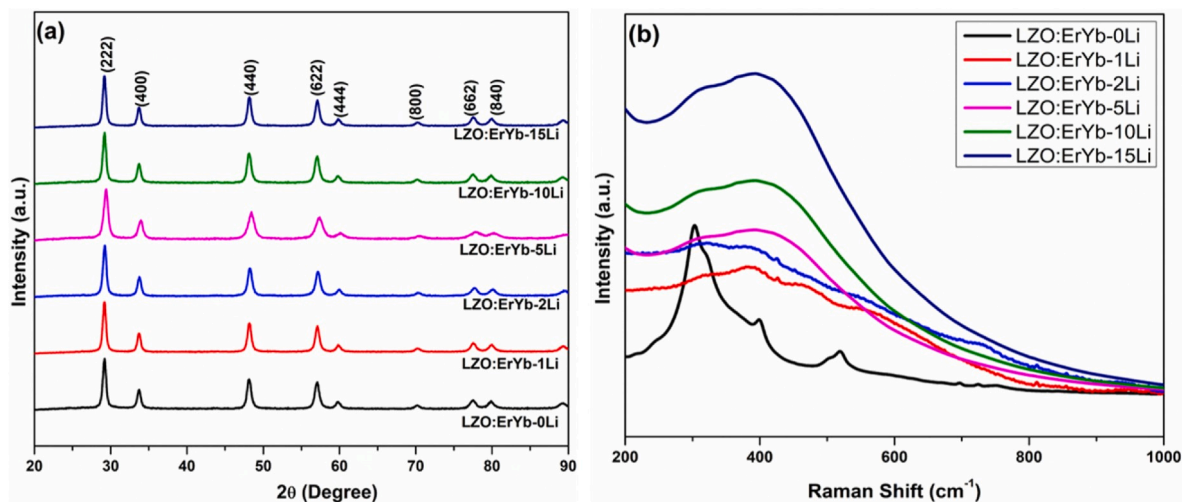 (a)
(222)
(400)
(440)
(622)
(444)
(800)
(662)
(840)
LZO:ErYb-15Li
LZO:ErYb-10Li
LZO:ErYb-5Li
LZO:ErYb-2Li
LZO:ErYb-1Li
LZO:ErYb-0Li
Intensity (a.u.)
20 30 40 50 60 70 80 90
2θ (Degree)
(b)
LZO:ErYb-0Li
LZO:ErYb-1Li
LZO:ErYb-2Li
LZO:ErYb-5Li
LZO:ErYb-10Li
LZO:ErYb-15Li
Intensity (a.u.)
200 400 600 800 1000
Raman Shift (cm⁻¹)